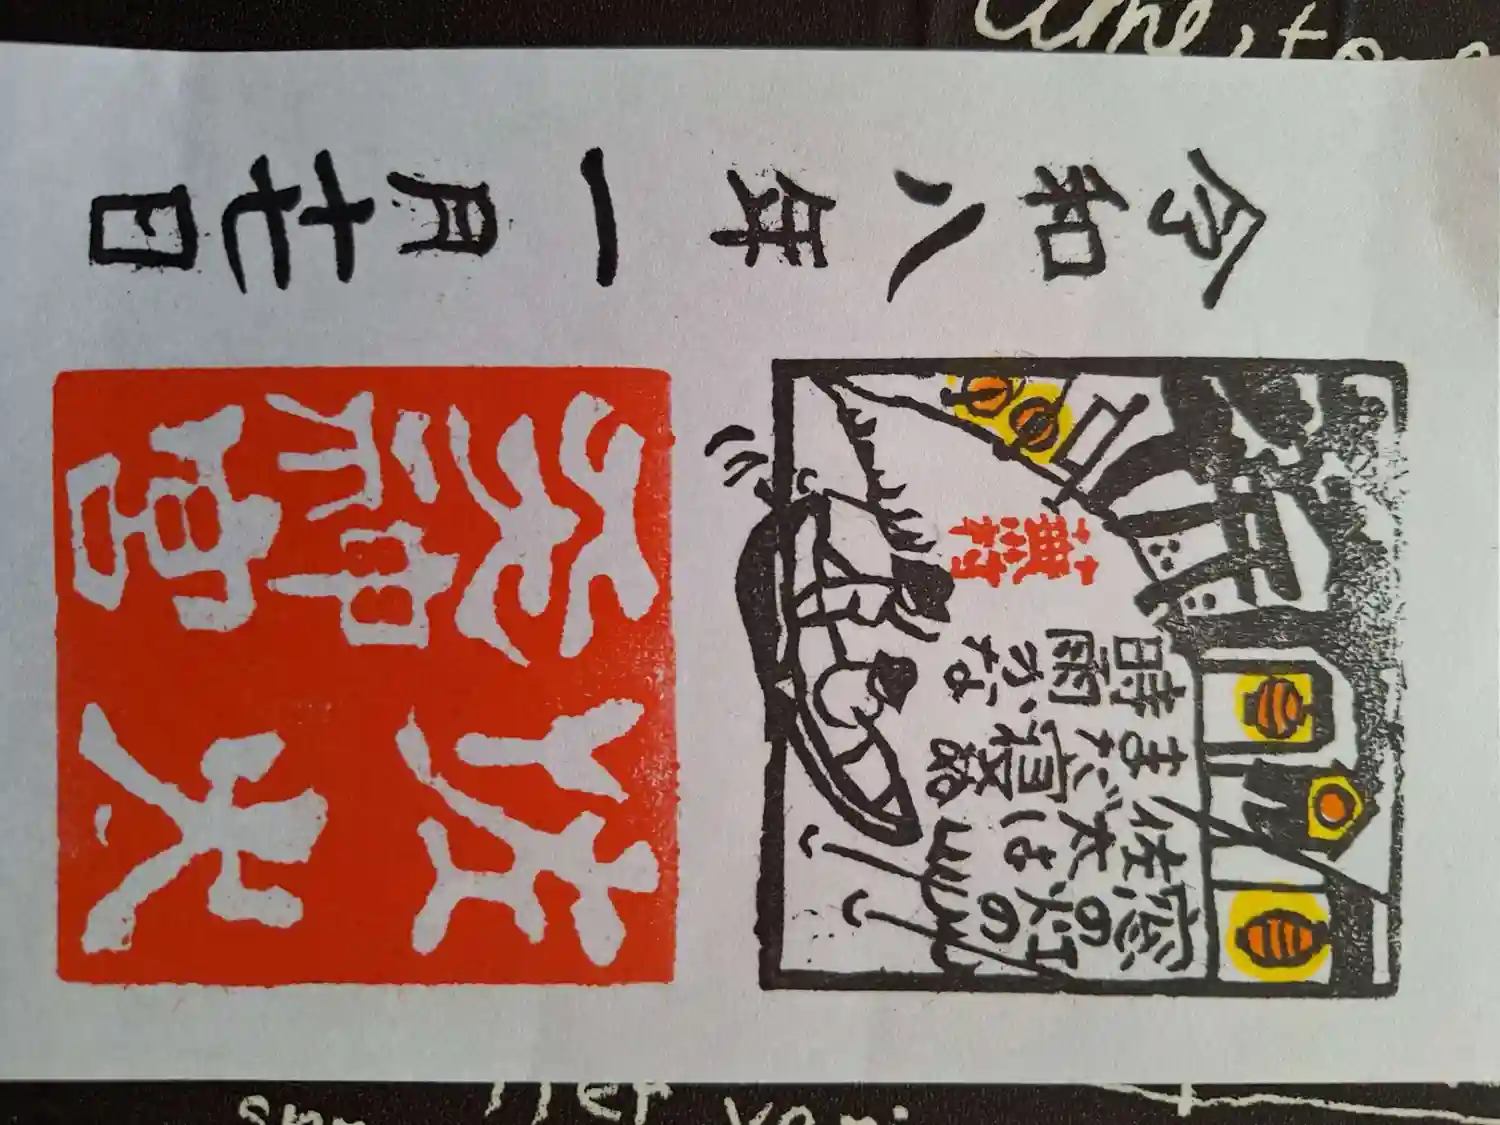 令和八年一月十七日
窓の灯の
佐太は
まだ寝ぬ
時雨かな
蕪村
佐太
天神宮